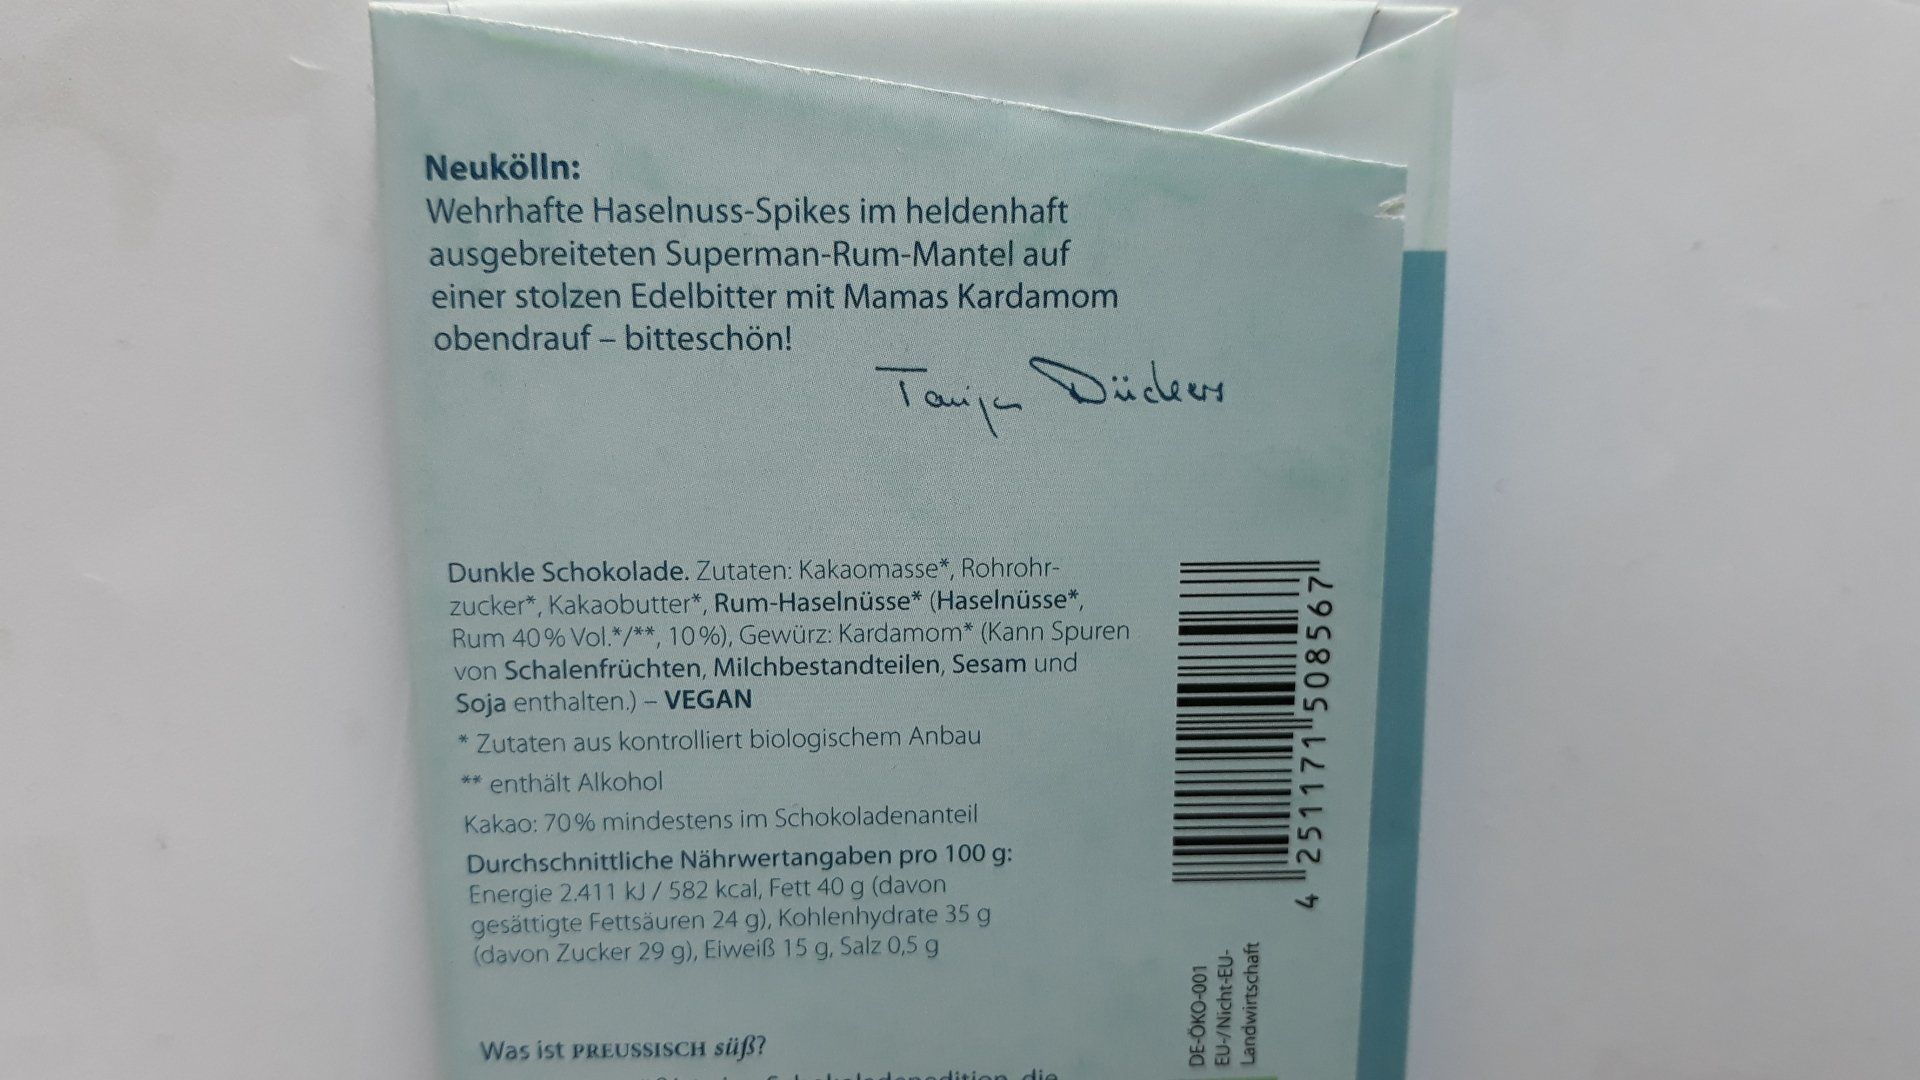 Neukölln:
Wehrhafte Haselnuss-Spikes im heldenhaft
ausgebreiteten Superman-Rum-Mantel auf
einer stolzen Edelbitter mit Mamas Kardamom
obendrauf – bitteschön!
Tanja Dückers
Dunkle Schokolade. Zutaten: Kakaomasse*, Rohrohr-
zucker*, Kakaobutter*, Rum-Haselnüsse* (Haselnüsse*,
Rum 40% Vol.*/**, 10%), Gewürz: Kardamom* (Kann Spuren
von Schalenfrüchten, Milchbestandteilen, Sesam und
Soja enthalten.) – VEGAN
* Zutaten aus kontrolliert biologischem Anbau
** enthält Alkohol
Kakao: 70% mindestens im Schokoladenanteil
Durchschnittliche Nährwertangaben pro 100 g:
Energie 2.411 kJ / 582 kcal, Fett 40 g (davon
gesättigte Fettsäuren 24 g), Kohlenhydrate 35 g
(davon Zucker 29 g), Eiweiß 15 g, Salz 0,5 g
4 251171 508567
DE-ÖKO-001
EU-/Nicht-EU-
Landwirtschaft
Was ist PREUSSISCH süß?